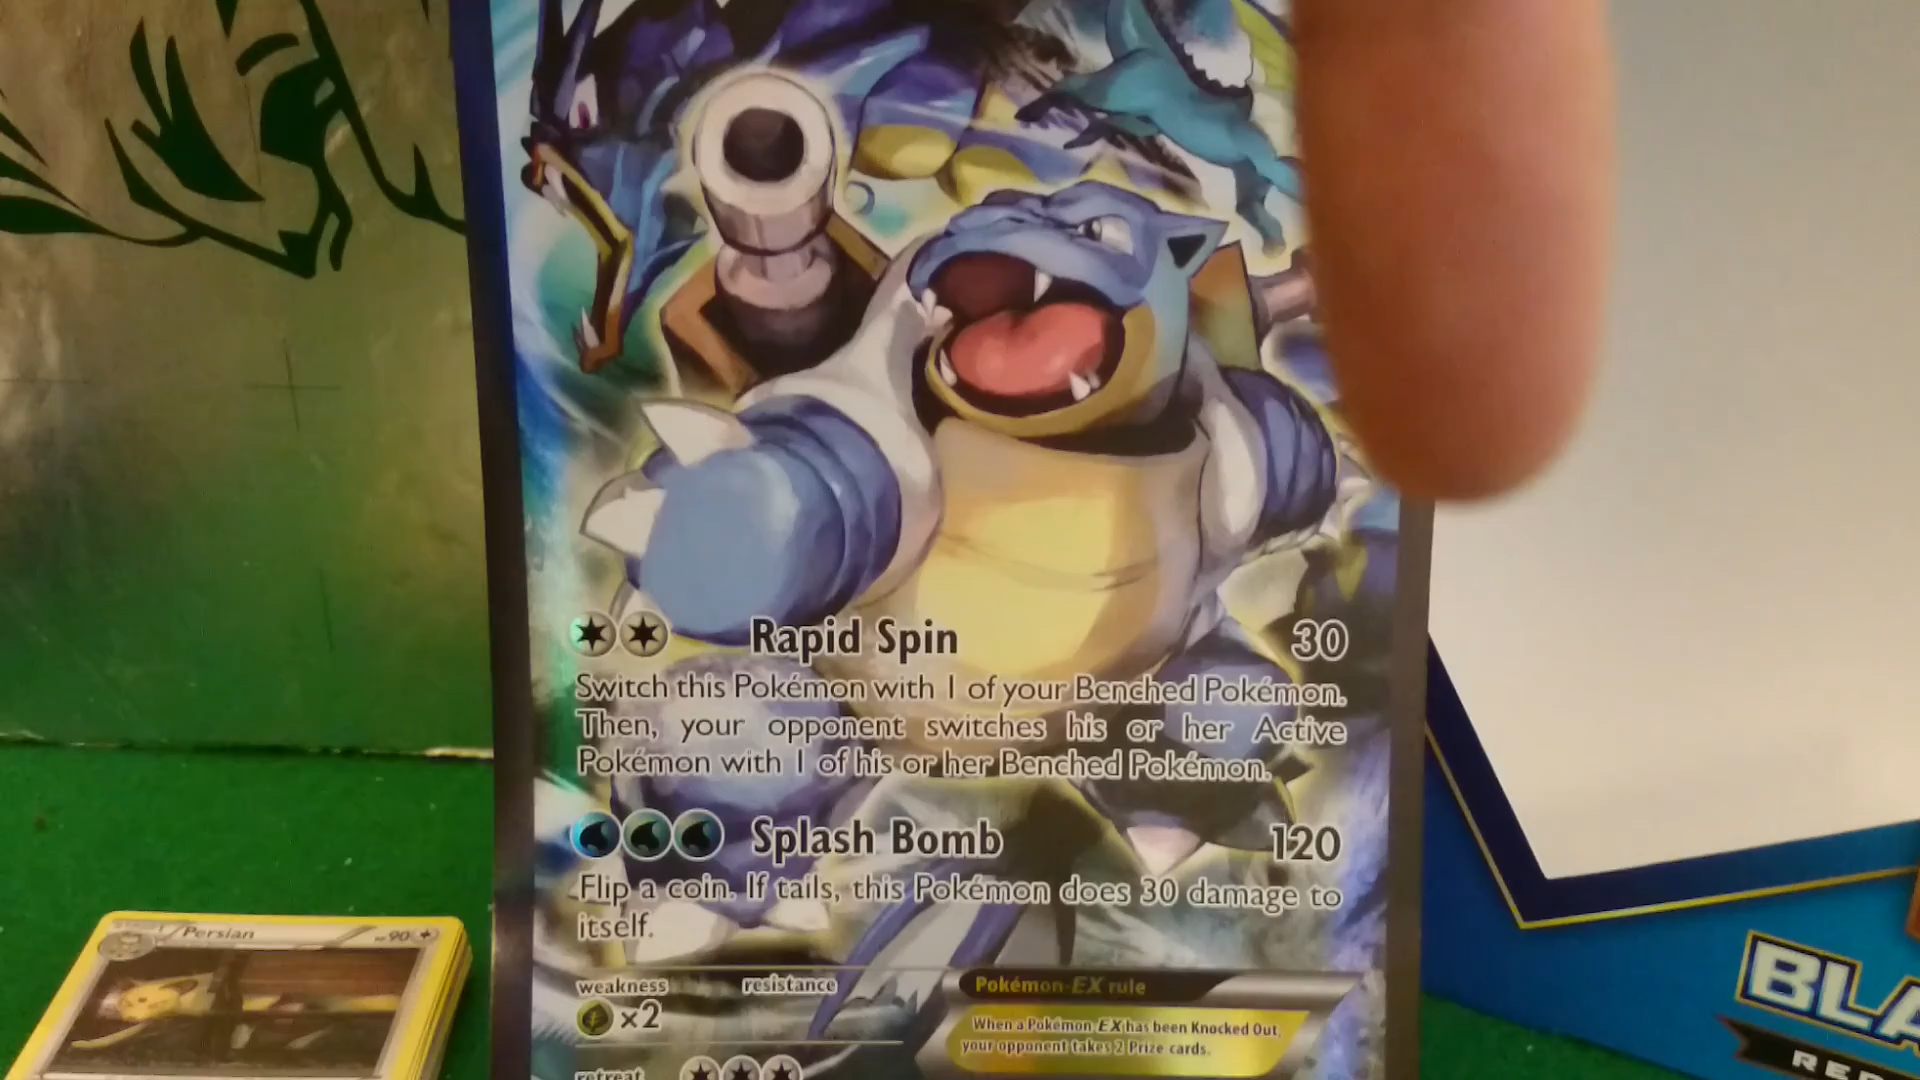 Rapid Spin 30
Switch this Pokémon with 1 of your Benched Pokémon.
Then, your opponent switches his or her Active
Pokémon with 1 of his or her Benched Pokémon.
Splash Bomb 120
Flip a coin. If tails, this Pokémon does 30 damage to
itself.
weakness resistance
×2
retreat
Pokémon-EX rule
When a Pokémon EX has been Knocked Out,
your opponent takes 2 Prize cards.
Persian HP90
BLA
RED